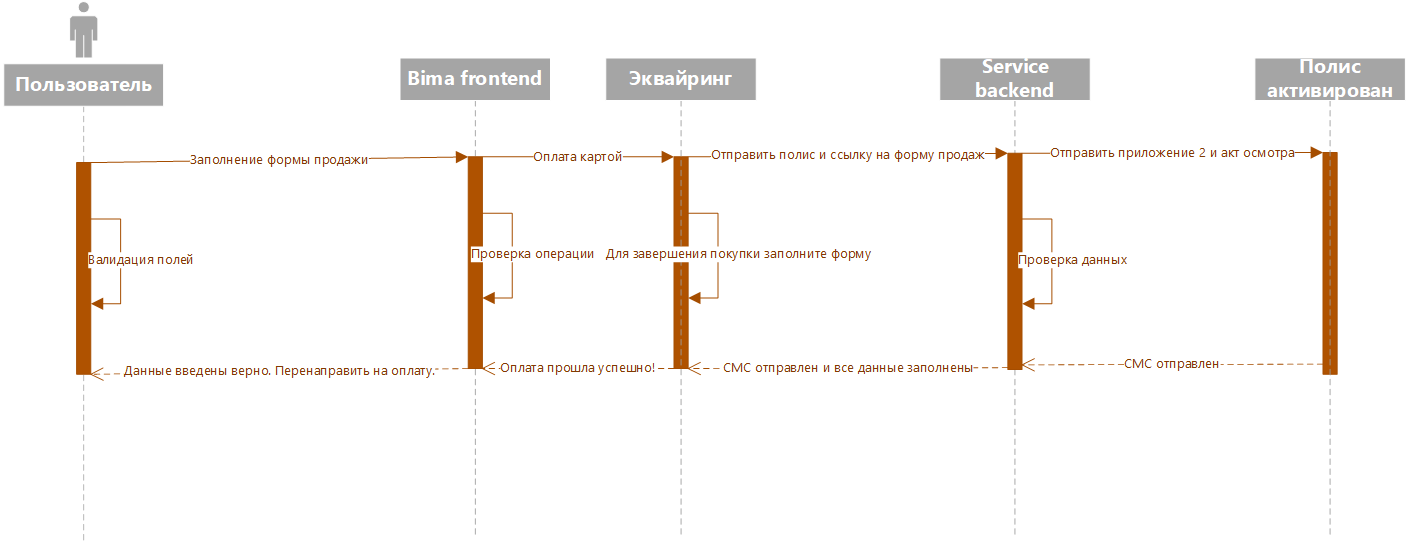 Пользователь
Bima frontend
Эквайринг
Service
backend
Полис
активирован
Заполнение формы продажи
Оплата картой
Отправить полис и ссылку на форму продаж
Отправить приложение 2 и акт осмотра
Валидация полей
Проверка операции
Для завершения покупки заполните форму
Проверка данных
Данные введены верно. Перенаправить на оплату.
Оплата прошла успешно!
СМС отправлен и все данные заполнены
СМС отправлен